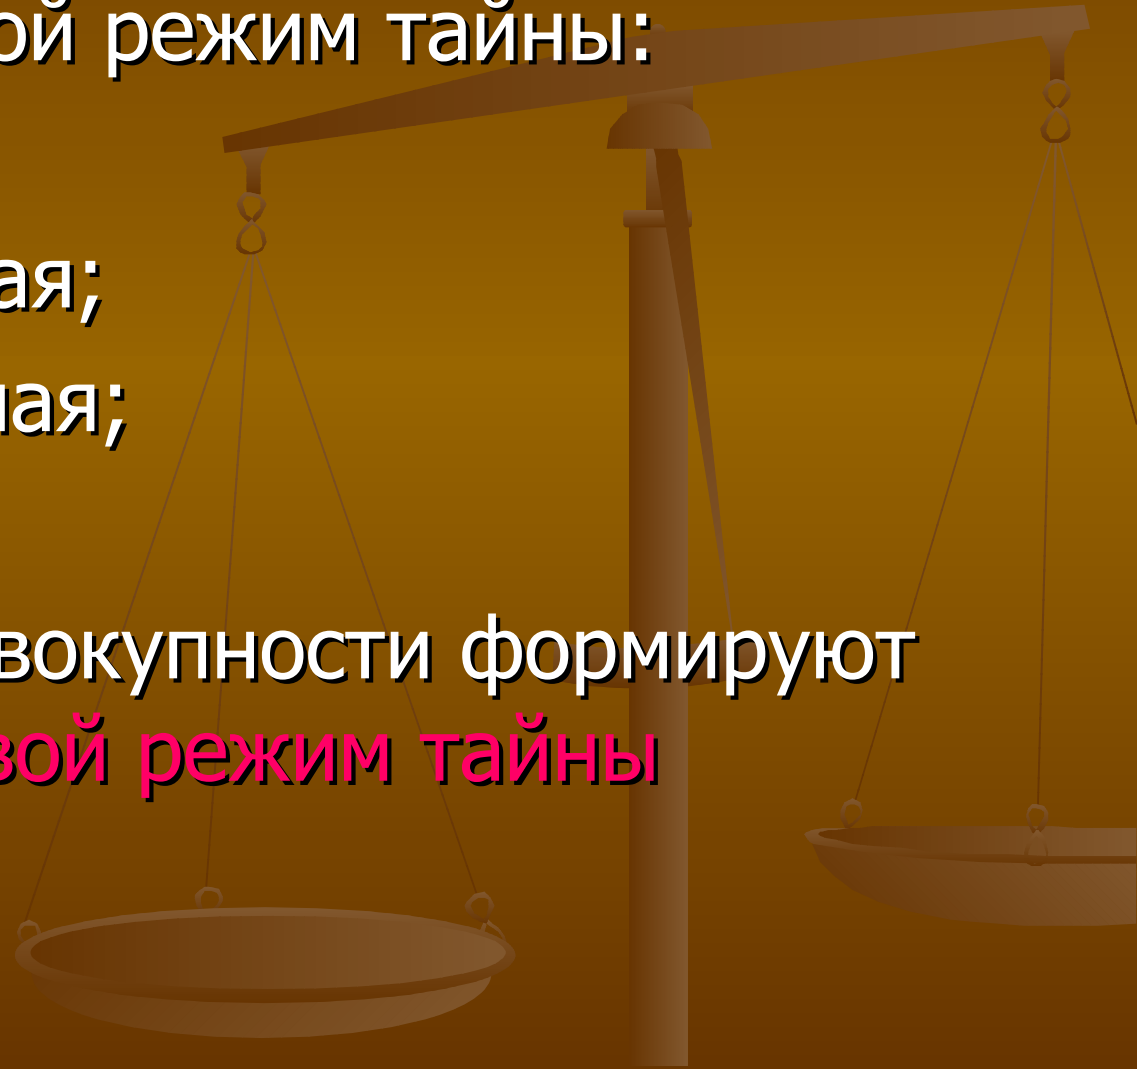 ой режим тайны:
ая;
ная;
вокупности формируют
вой режим тайны